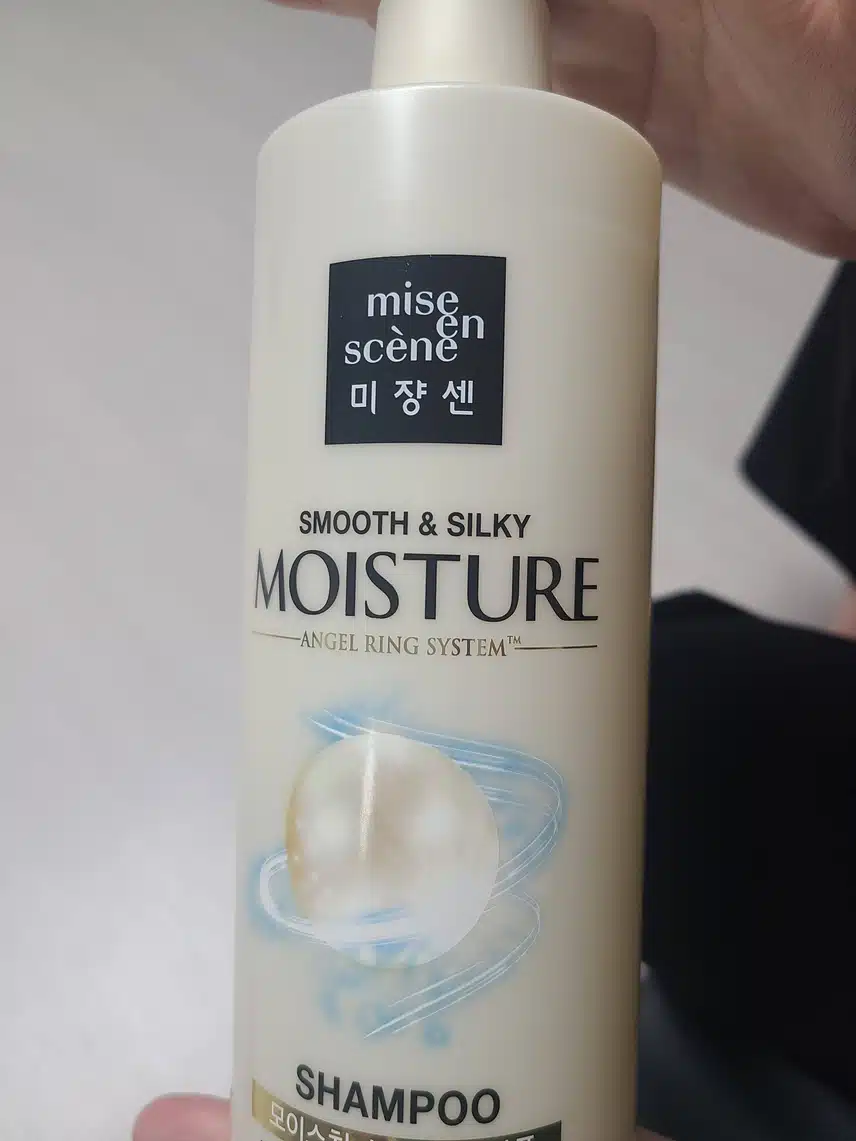 mise
en
scène
미쟝센
SMOOTH & SILKY
MOISTURE
ANGEL RING SYSTEM™
SHAMPOO